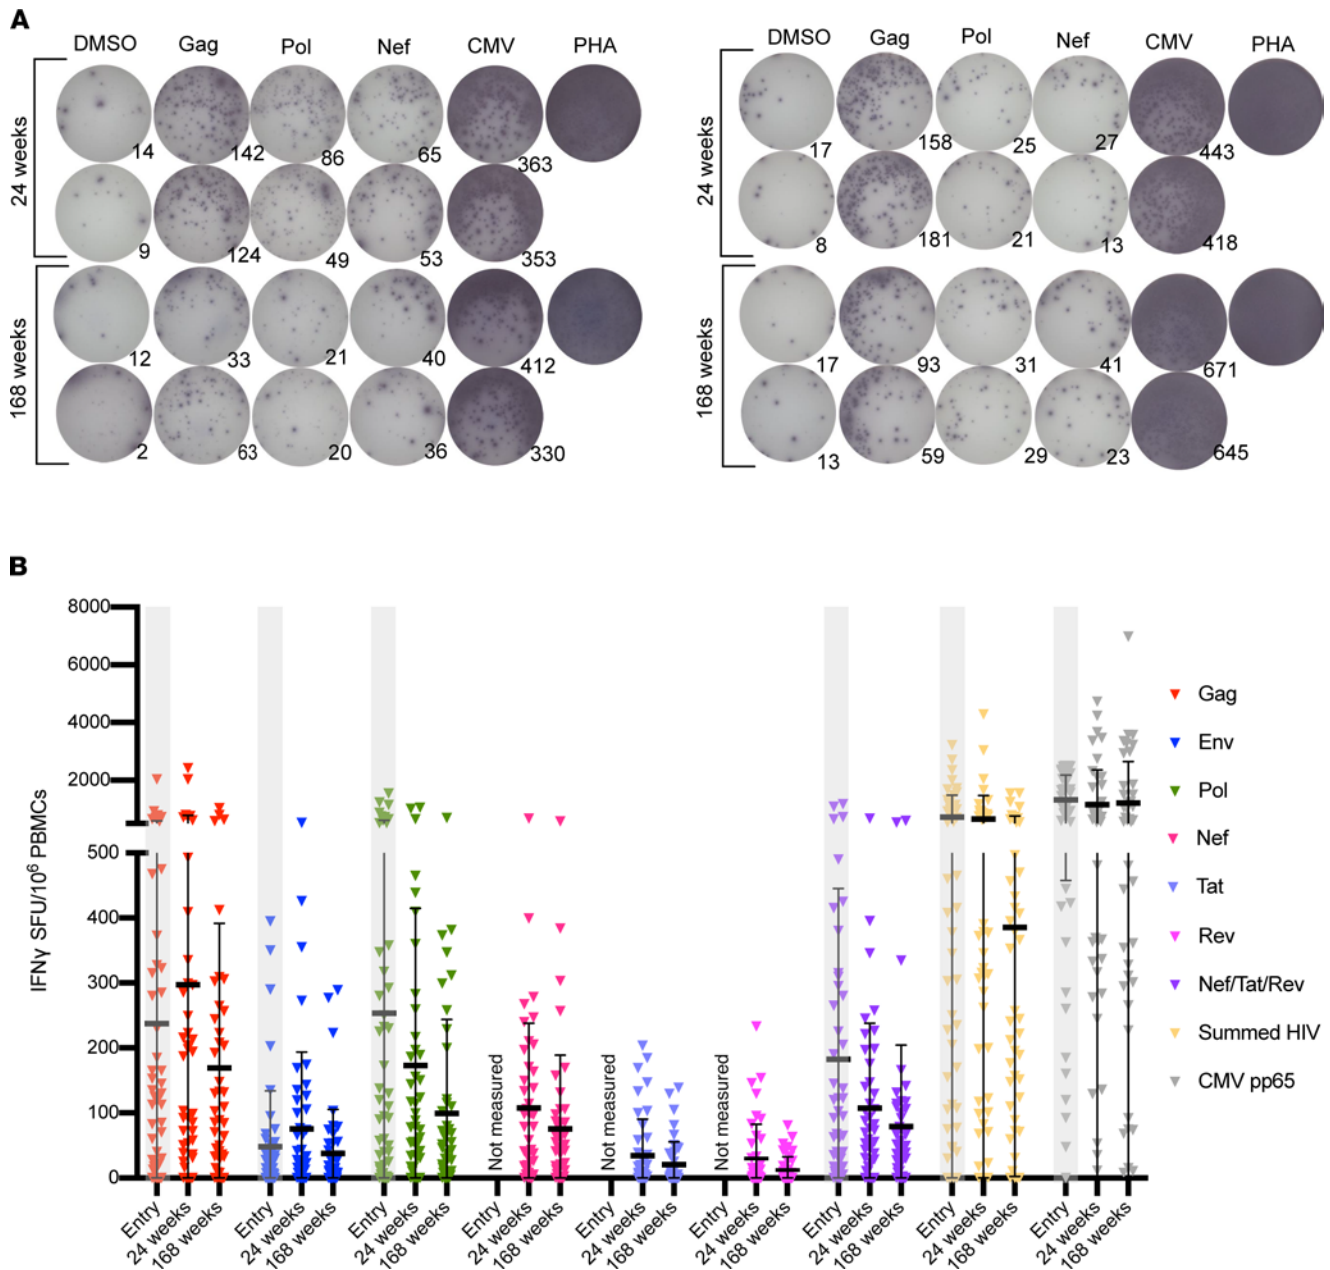 A
DMSO Gag Pol Nef CMV PHA
24 weeks
14 142 86 65 363
9 124 49 53 353
168 weeks
12 33 21 40 412
2 63 20 36 330
DMSO Gag Pol Nef CMV PHA
24 weeks
17 158 25 27 443
8 181 21 13 418
168 weeks
17 93 31 41 671
13 59 29 23 645
B
IFNγ SFU/10⁶ PBMCs
8000
6000
4000
2000
500
400
300
200
100
0
Not measured
Not measured
Not measured
Entry 24 weeks 168 weeks
Entry 24 weeks 168 weeks
Entry 24 weeks 168 weeks
Entry 24 weeks 168 weeks
Entry 24 weeks 168 weeks
Entry 24 weeks 168 weeks
Entry 24 weeks 168 weeks
Entry 24 weeks 168 weeks
Entry 24 weeks 168 weeks
Gag
Env
Pol
Nef
Tat
Rev
Nef/Tat/Rev
Summed HIV
CMV pp65